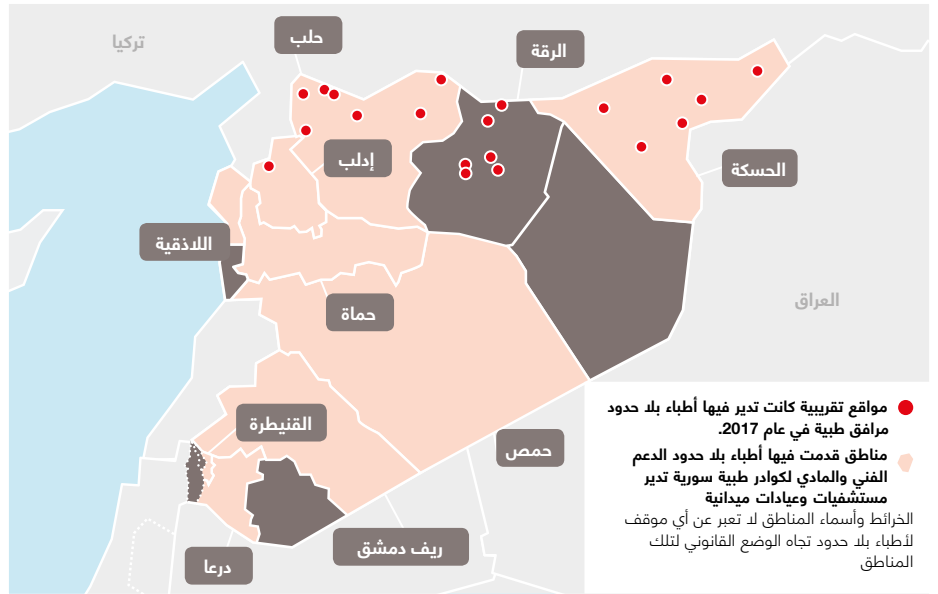 تركيا
حلب
الرقة
إدلب
الحسكة
اللاذقية
العراق
حماة
القنيطرة
حمص
ريف دمشق
درعا
مواقع تقريبية كانت تدير فيها أطباء بلا حدود
مرافق طبية في عام 2017.
مناطق قدمت فيها أطباء بلا حدود الدعم
الفني والمادي لكوادر طبية سورية تدير
مستشفيات وعيادات ميدانية
الخرائط وأسماء المناطق لا تعبر عن أي موقف
لأطباء بلا حدود تجاه الوضع القانوني لتلك
المناطق